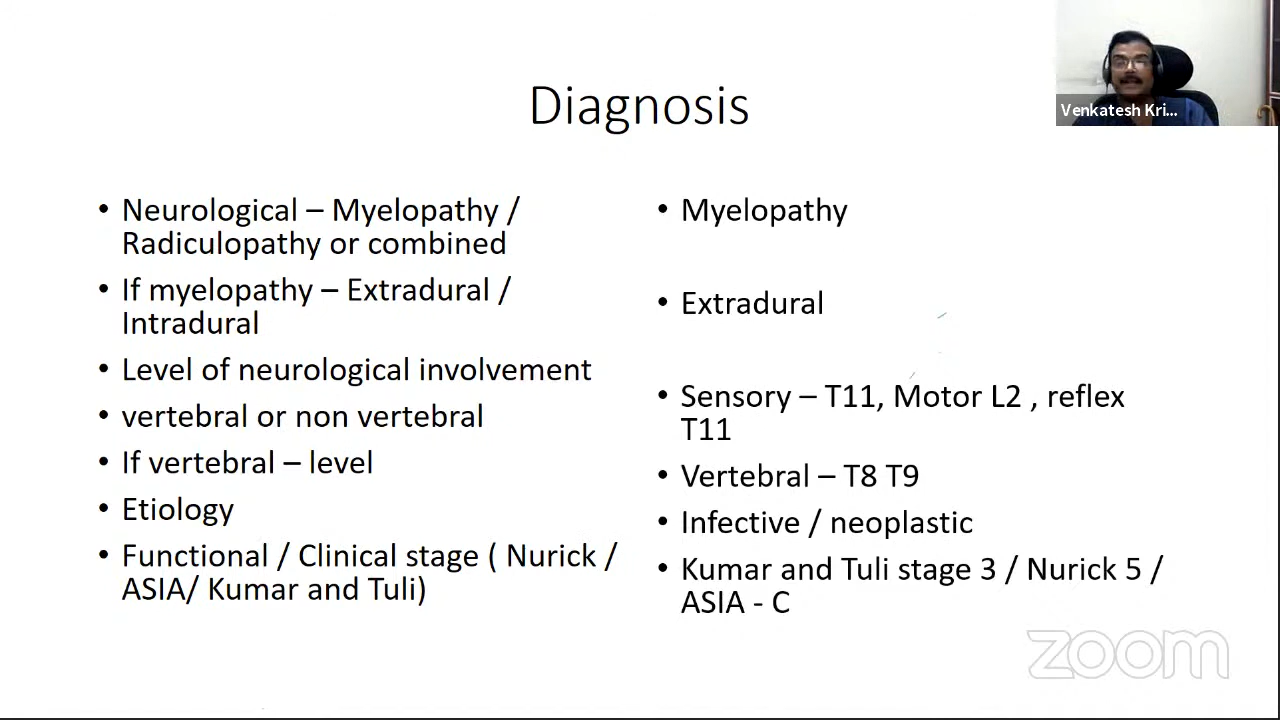 Diagnosis
Venkatesh Kri...
• Neurological – Myelopathy /
Radiculopathy or combined
• If myelopathy – Extradural /
Intradural
• Level of neurological involvement
• vertebral or non vertebral
• If vertebral – level
• Etiology
• Functional / Clinical stage ( Nurick /
ASIA/ Kumar and Tuli)
• Myelopathy
• Extradural
• Sensory – T11, Motor L2 , reflex
T11
• Vertebral – T8 T9
• Infective / neoplastic
• Kumar and Tuli stage 3 / Nurick 5 /
ASIA - C
zoom